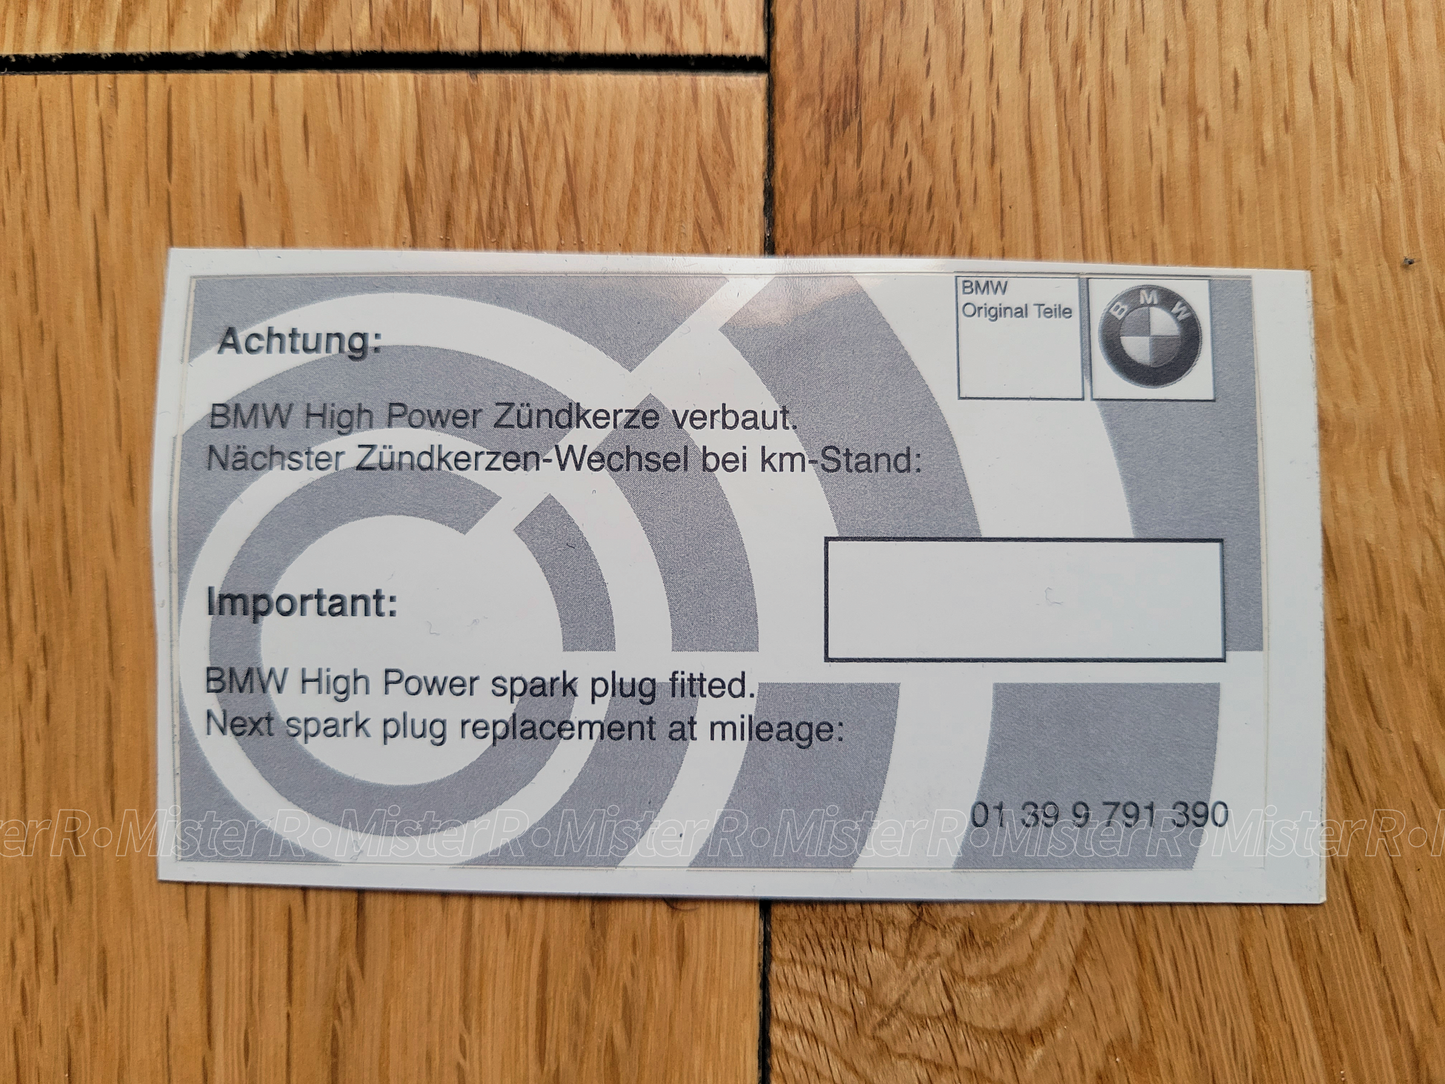 Achtung:
BMW
Original Teile
BMW
BMW High Power Zündkerze verbaut.
Nächster Zündkerzen-Wechsel bei km-Stand:
Important:
BMW High Power spark plug fitted.
Next spark plug replacement at mileage:
01 39 9 791 390
erR•MisterR•MisterR•MisterR•MisterR•MisterR•M